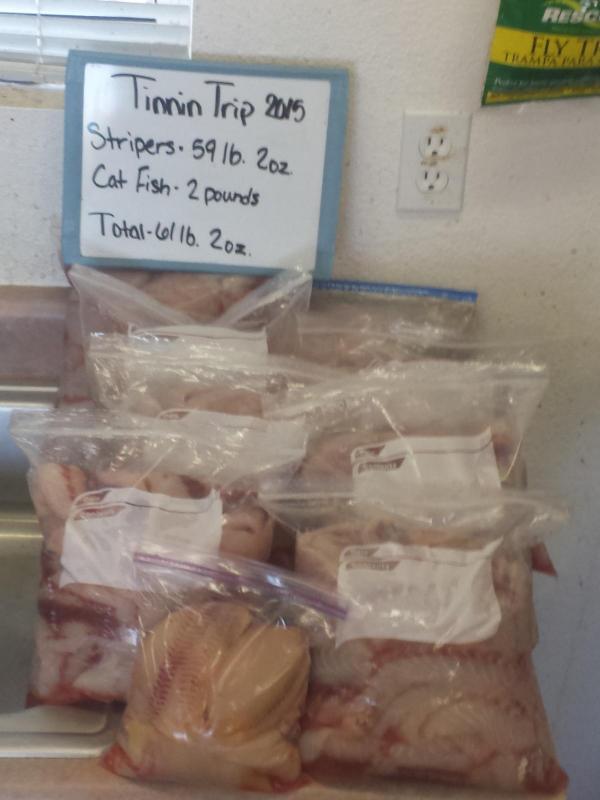 Tinnin Trip 2015
Stripers - 59 lb. 2oz.
Cat Fish - 2 pounds
Total - 61 lb. 2oz.
FLY
TRAMPA PARA